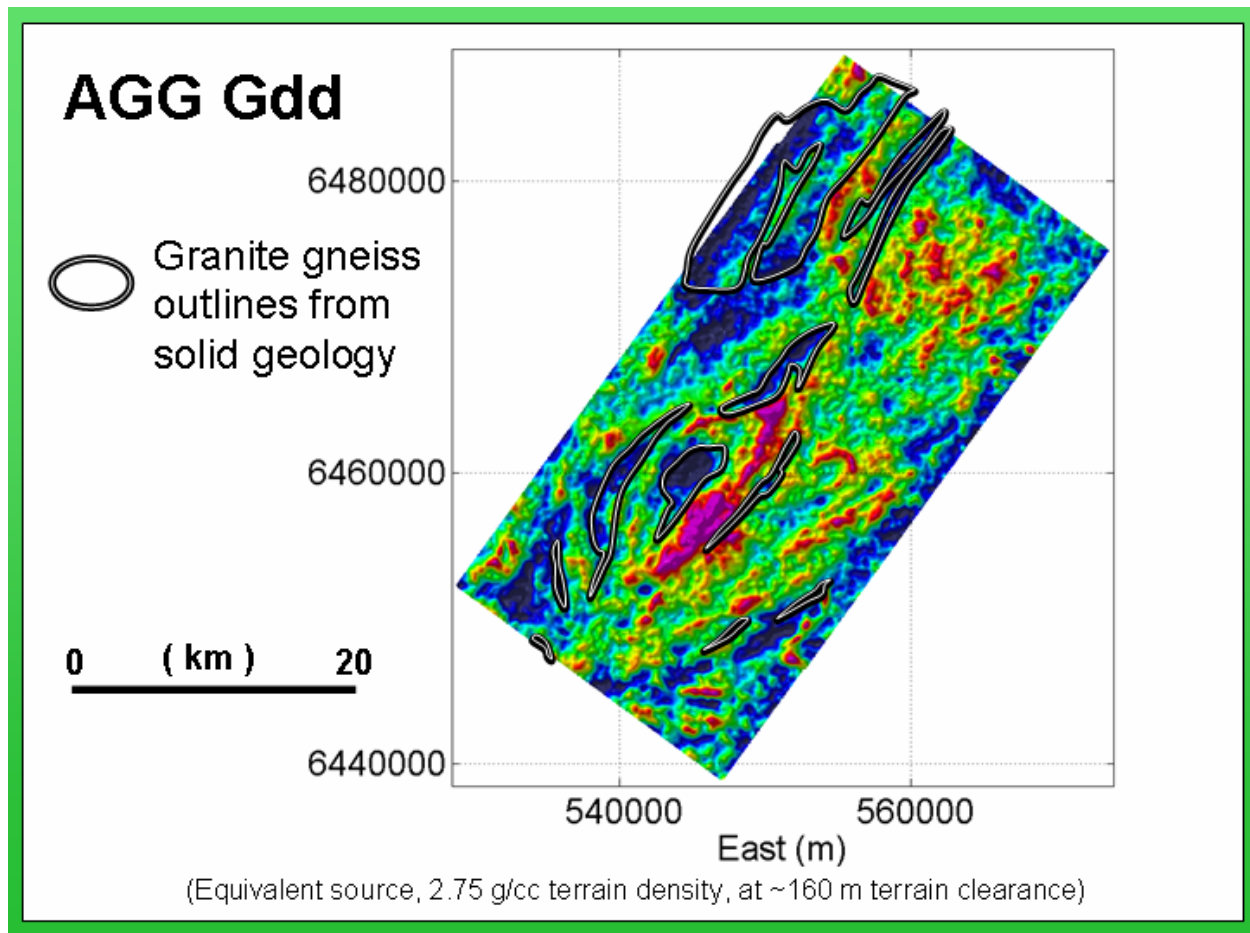 AGG Gdd
6480000
Granite gneiss
outlines from
solid geology
6460000
0 ( km ) 20
6440000
540000 560000
East (m)
(Equivalent source, 2.75 g/cc terrain density, at ~160 m terrain clearance)